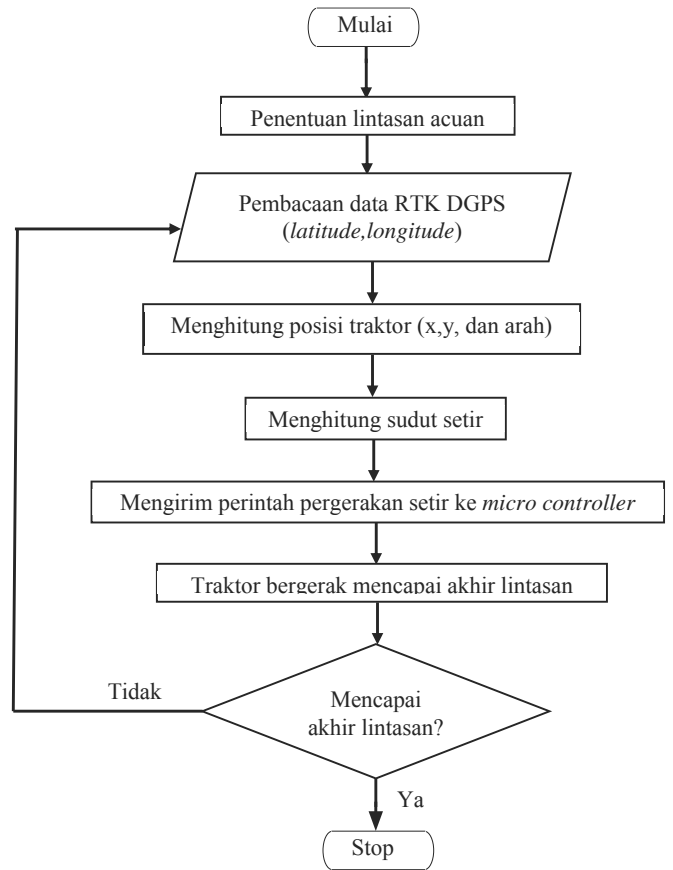 Mulai
Penentuan lintasan acuan
Pembacaan data RTK DGPS
(latitude,longitude)
Menghitung posisi traktor (x,y, dan arah)
Menghitung sudut setir
Mengirim perintah pergerakan setir ke micro controller
Traktor bergerak mencapai akhir lintasan
Tidak
Mencapai
akhir lintasan?
Ya
Stop